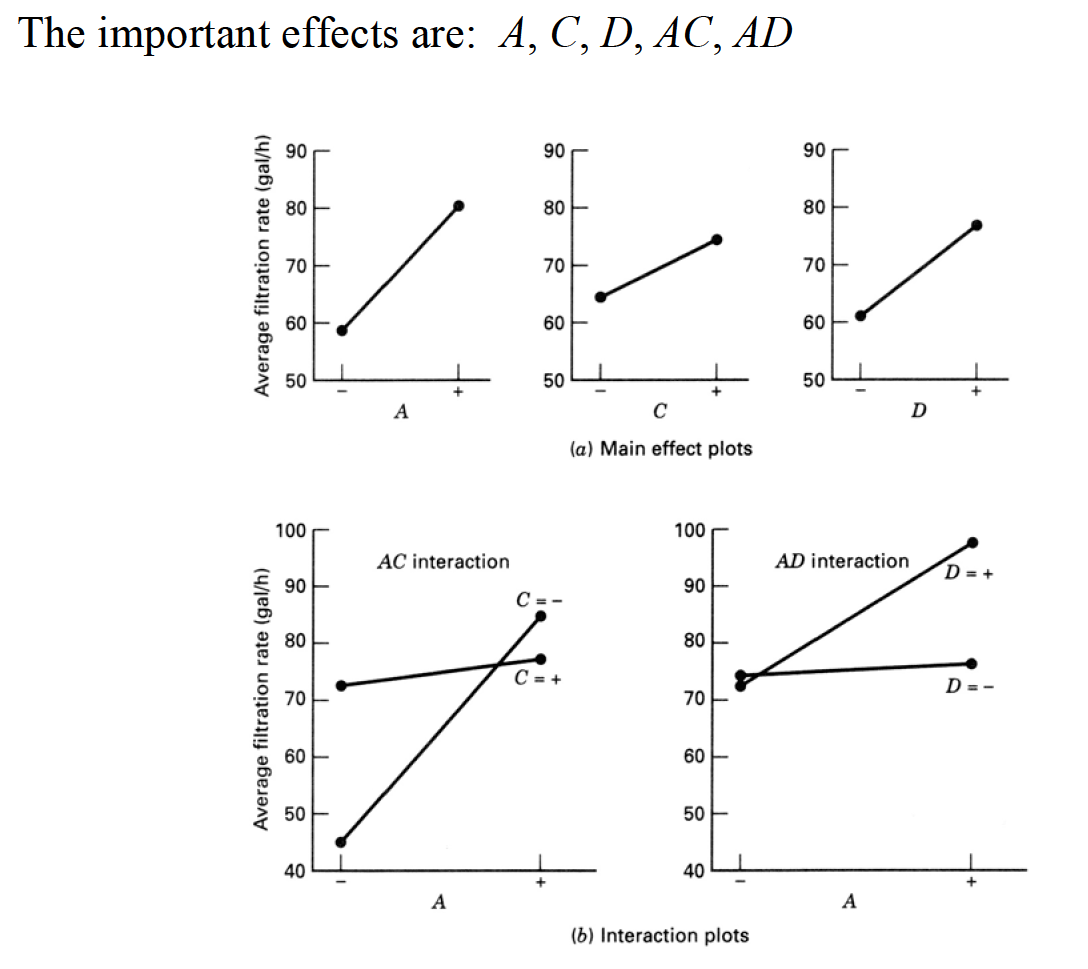 The important effects are: A, C, D, AC, AD
Average filtration rate (gal/h)
90
80
70
60
50
− +
A
90
80
70
60
50
− +
C
90
80
70
60
50
− +
D
(a) Main effect plots
Average filtration rate (gal/h)
100
90
80
70
60
50
40
AC interaction
C = −
C = +
− +
A
100
90
80
70
60
50
40
AD interaction
D = +
D = −
− +
A
(b) Interaction plots